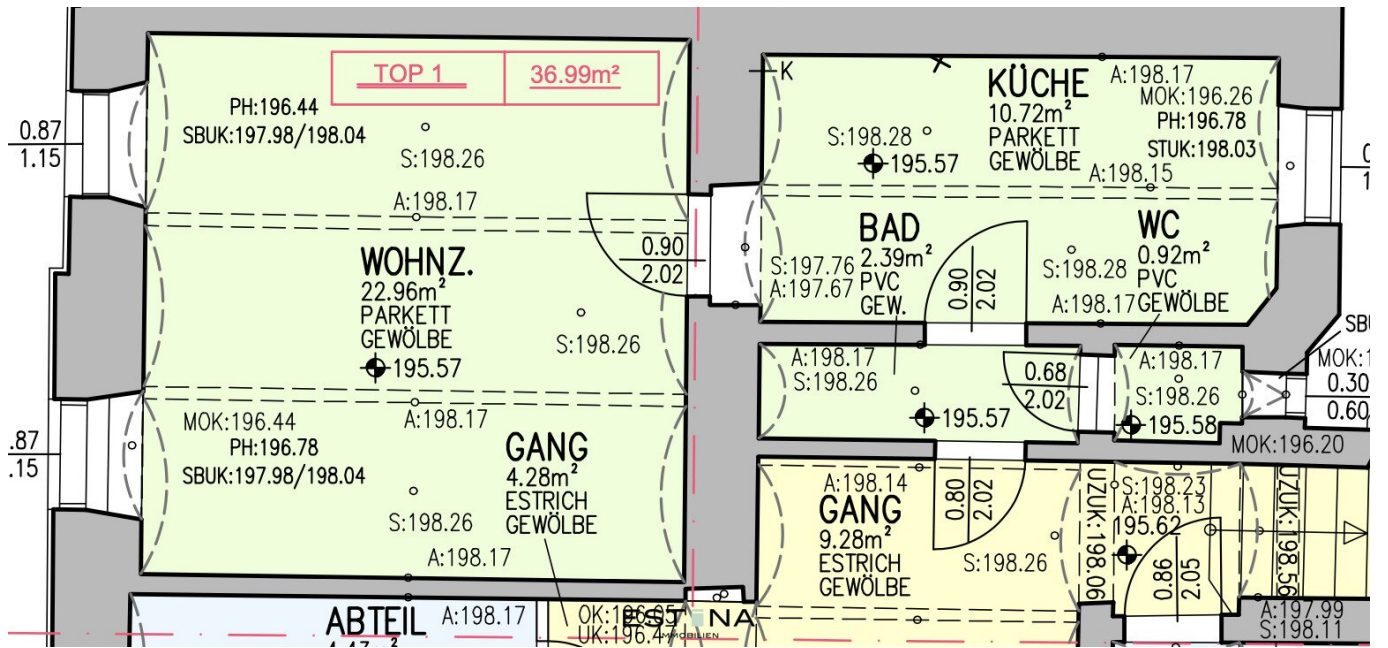 TOP 1
36.99m²
PH:196.44
SBUK:197.98/198.04
0.87
1.15
S:198.26
A:198.17
WOHNZ.
22.96m²
PARKETT
GEWÖLBE
195.57
S:198.26
0.90
2.02
A:198.17
MOK:196.44
PH:196.78
SBUK:197.98/198.04
.87
.15
S:198.26
A:198.17
GANG
4.28m²
ESTRICH
GEWÖLBE
K
KÜCHE
10.72m²
PARKETT
GEWÖLBE
A:198.17
MOK:196.26
PH:196.78
STUK:198.03
S:198.28
195.57
A:198.15
BAD
2.39m²
PVC
GEW.
S:197.76
A:197.67
0.90
2.02
WC
0.92m²
PVC
GEWÖLBE
S:198.28
A:198.17
A:198.17
S:198.26
195.57
0.68
2.02
A:198.17
S:198.26
195.58
0.30
0.60
MOK:196.20
A:198.14
GANG
9.28m²
ESTRICH
GEWÖLBE
0.80
2.02
S:198.26
UZUK:198.06
S:198.23
A:198.13
195.62
0.86
2.05
UZUK:198.56
A:197.99
S:198.11
ABTEIL
A:198.17
IMMOBILIEN